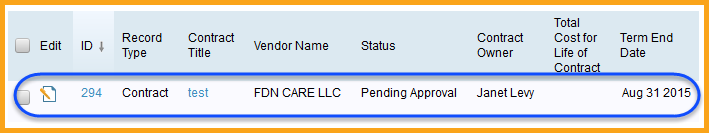 Edit ID ↓ Record Type Contract Title Vendor Name Status Contract Owner Total Cost for Life of Contract Term End Date
294 Contract test FDN CARE LLC Pending Approval Janet Levy Aug 31 2015